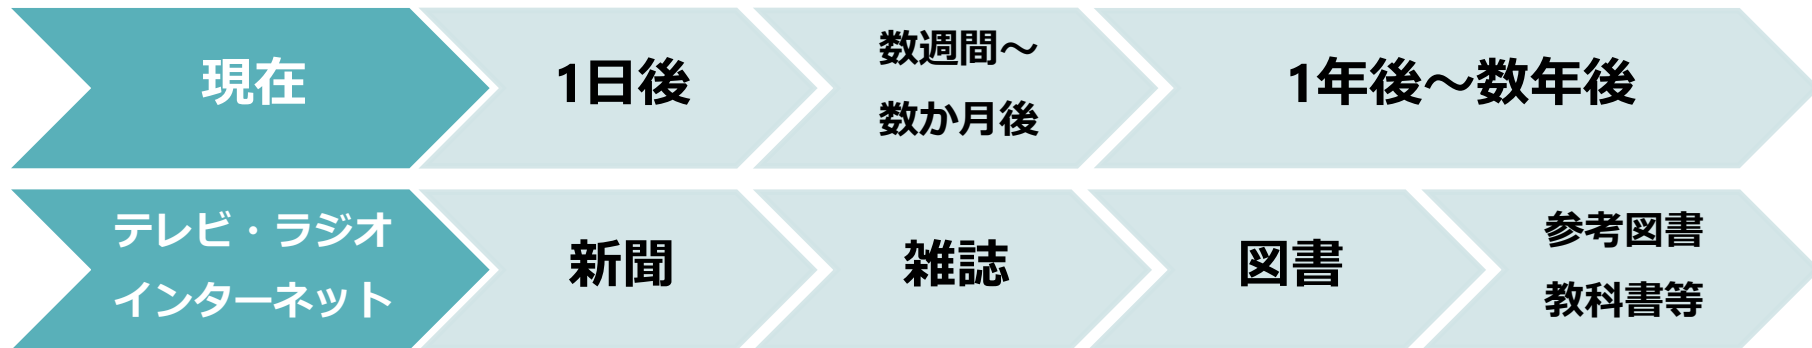 現在
1日後
数週間～
数か月後
1年後～数年後
テレビ・ラジオ
インターネット
新聞
雑誌
図書
参考図書
教科書等